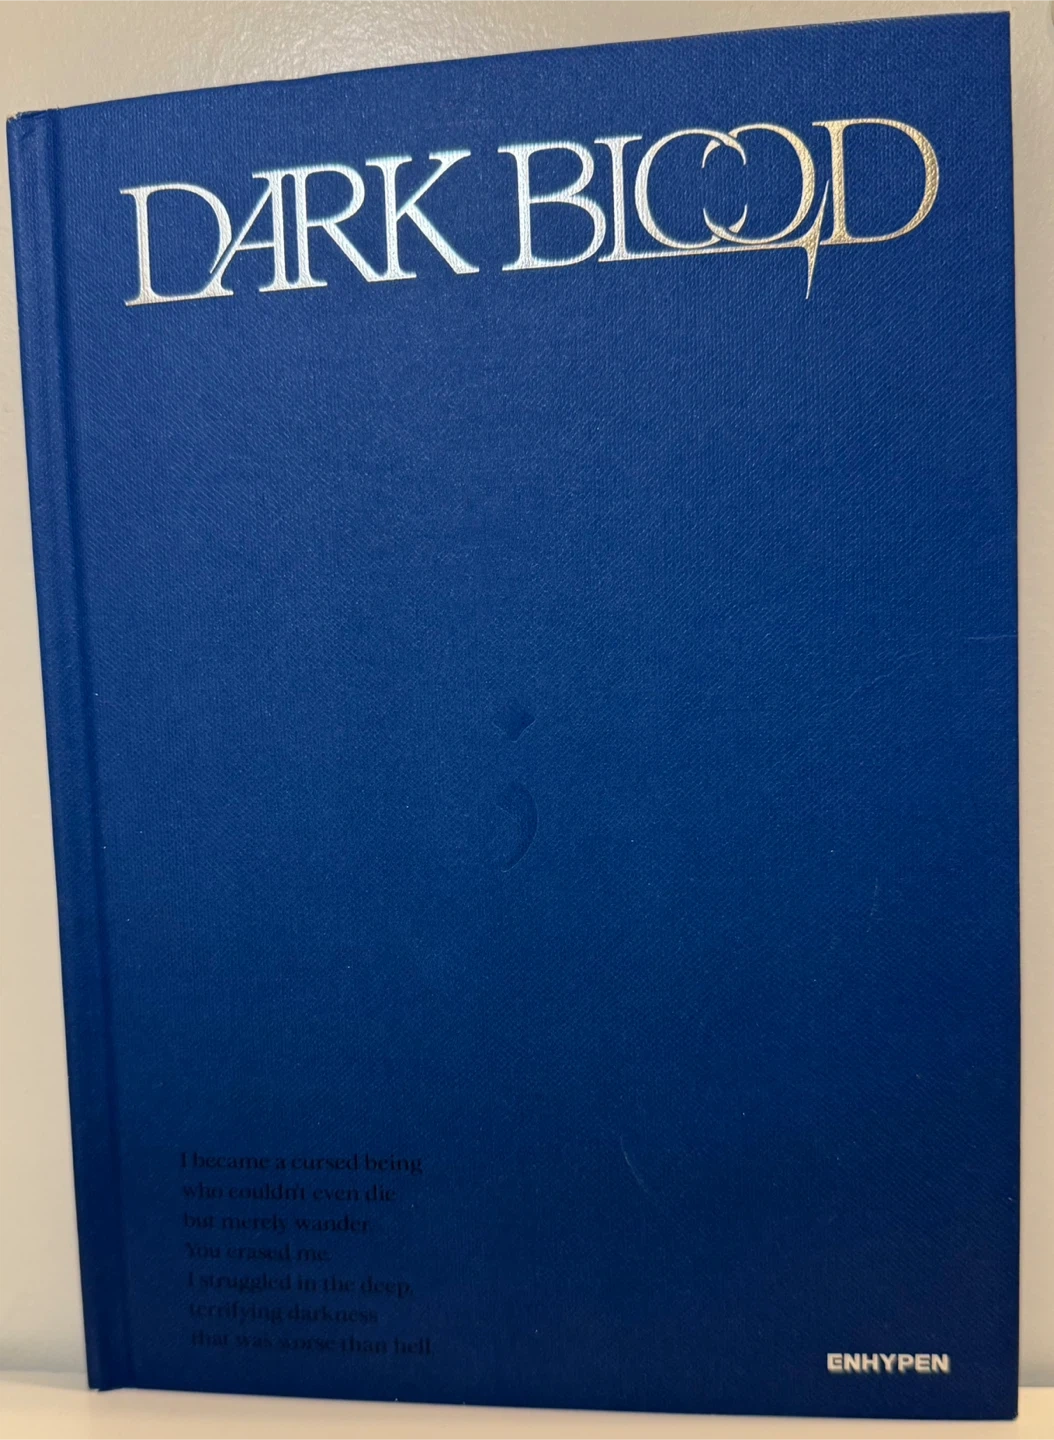 DARK BLOOD
I became a cursed being
who couldn't even die
but merely wander.
You erased me.
I struggled in the deep,
terrifying darkness
that was worse than hell.
ENHYPEN